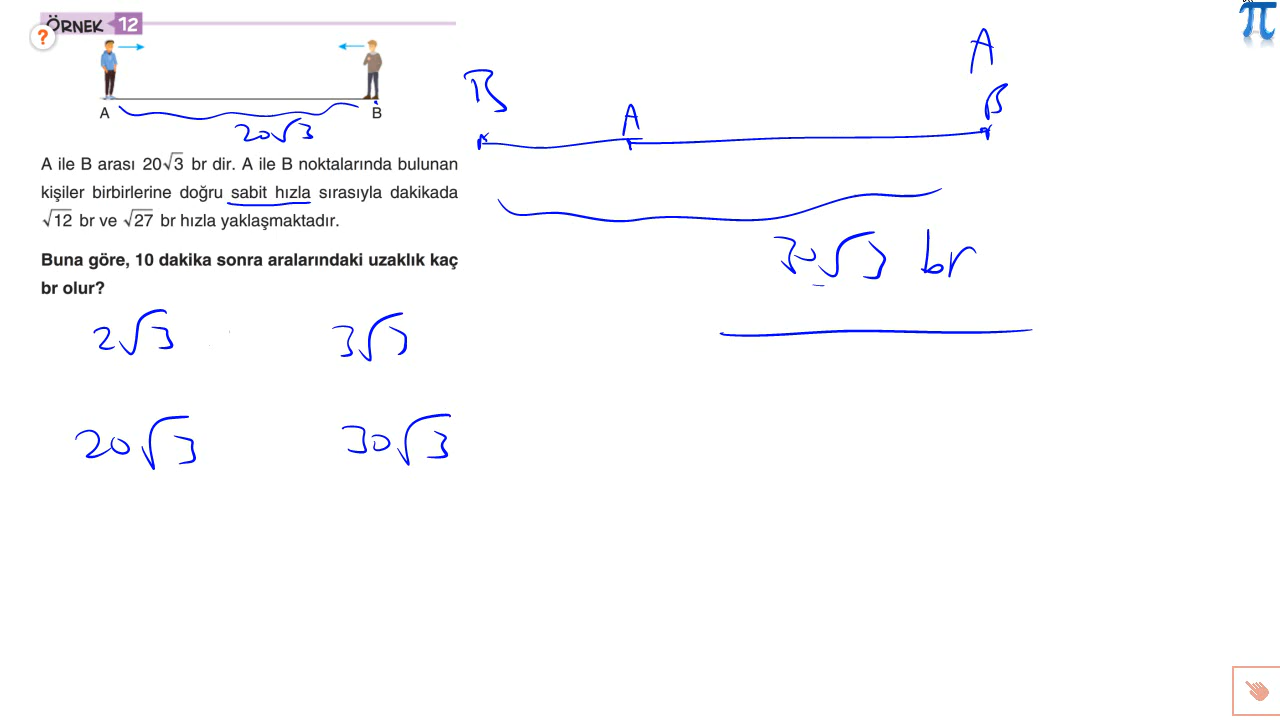 ÖRNEK 12
?
A
B
20√3
A ile B arası 20√3 br dir. A ile B noktalarında bulunan
kişiler birbirlerine doğru sabit hızla sırasıyla dakikada
√12 br ve √27 br hızla yaklaşmaktadır.
Buna göre, 10 dakika sonra aralarındaki uzaklık kaç
br olur?
2√3 3√3
20√3 30√3
A
B A B
30√3 br
π